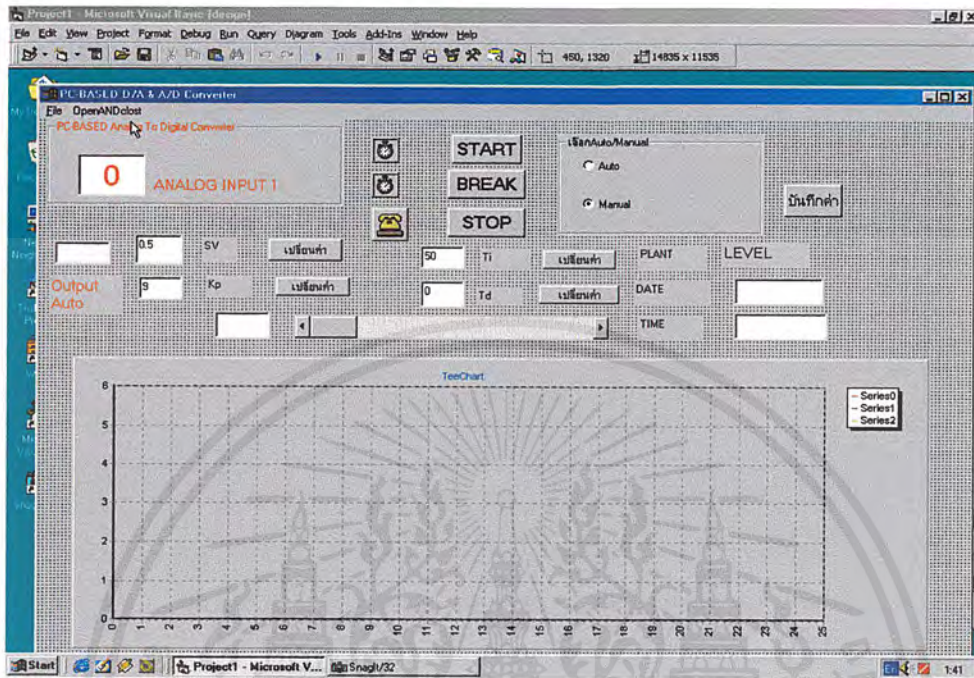 Project1 - Microsoft Visual Basic [design]
File Edit View Project Format Debug Run Query Diagram Tools Add-Ins Window Help
450, 1320 14835 x 11535
PC-BASED D/A & A/D Converter
File OpenANDclost
PC-BASED Analog To Digital Converter
0 ANALOG INPUT 1
START
BREAK
STOP
เลือกAuto/Manual
Auto
Manual
บันทึกค่า
0.5 SV เปลี่ยนค่า 50 Ti เปลี่ยนค่า PLANT LEVEL
Output Auto 9 Kp เปลี่ยนค่า 0 Td เปลี่ยนค่า DATE
TIME
TeeChart
Series0
Series1
Series2
6
5
4
3
2
1
0
0 1 2 3 4 5 6 7 8 9 10 11 12 13 14 15 16 17 18 19 20 21 22 23 24 25
Start Project1 - Microsoft V... SnagIt/32 En 1:41